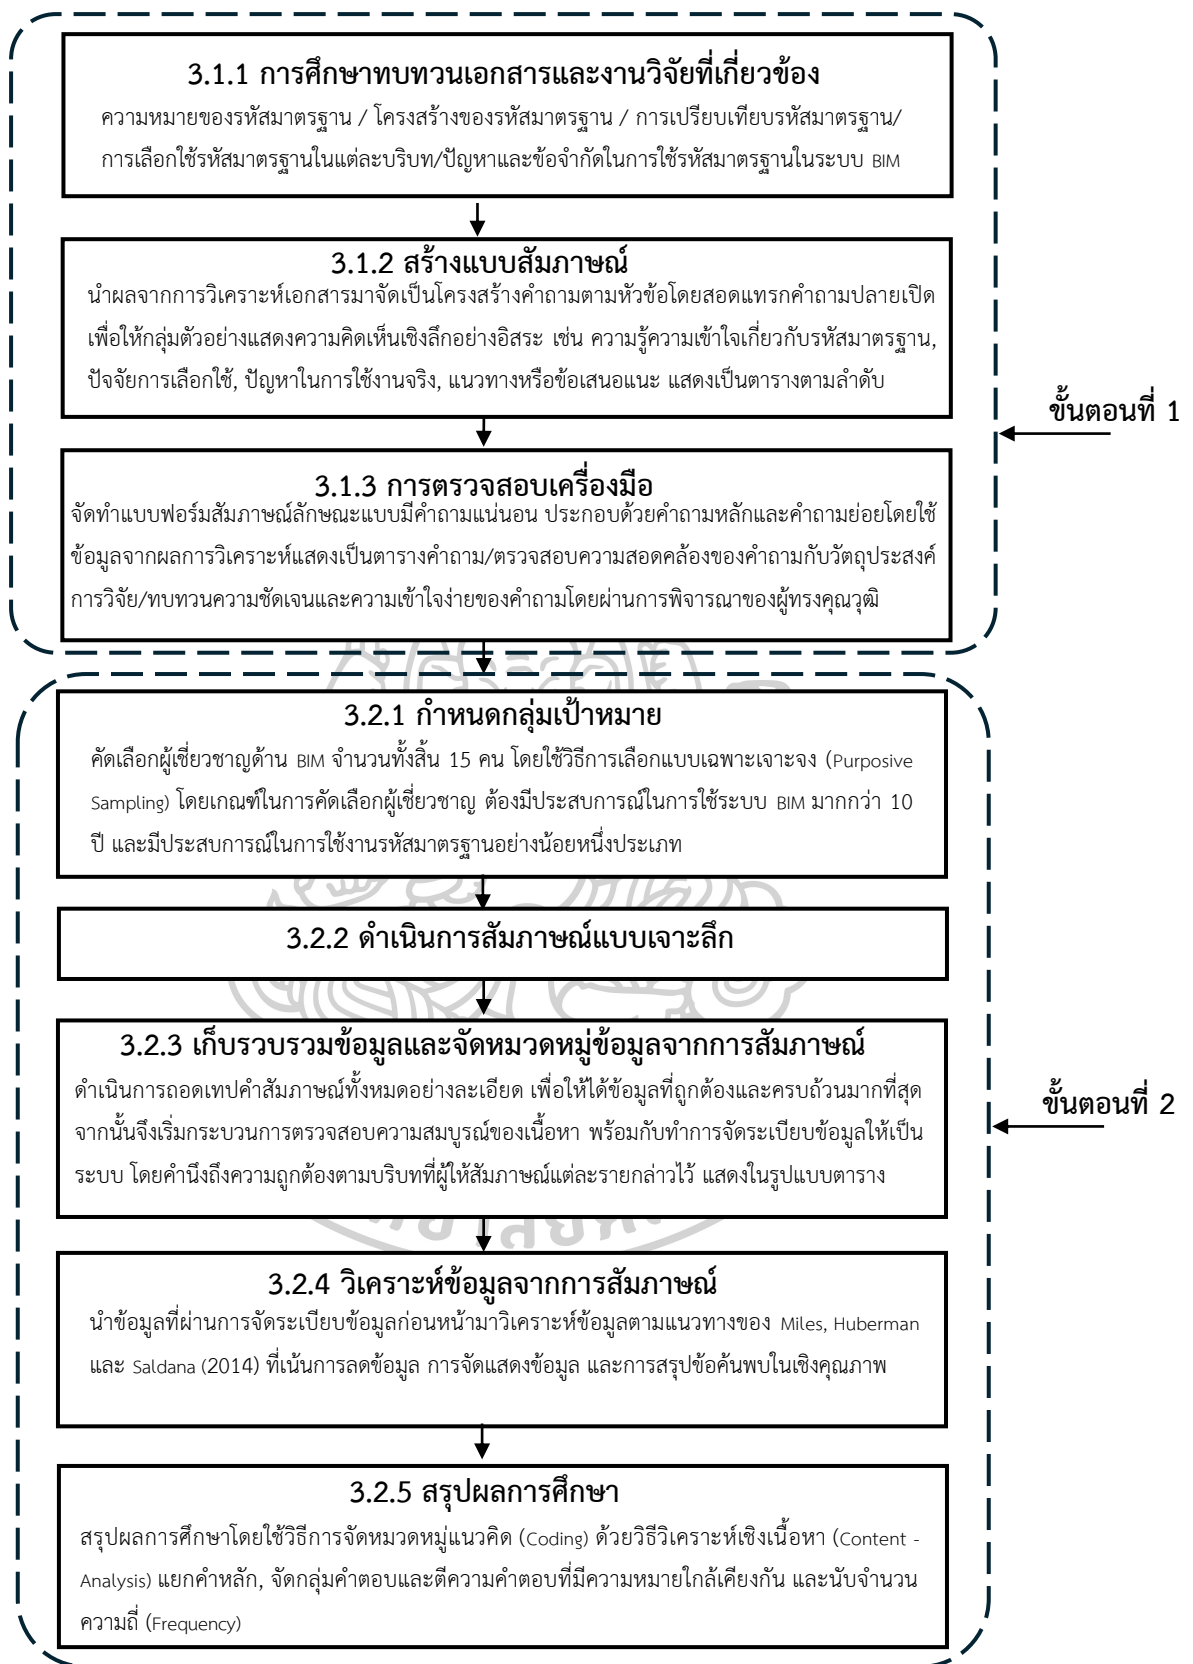 3.1.1 การศึกษาทบทวนเอกสารและงานวิจัยที่เกี่ยวข้อง
ความหมายของรหัสมาตรฐาน / โครงสร้างของรหัสมาตรฐาน / การเปรียบเทียบรหัสมาตรฐาน/
การเลือกใช้รหัสมาตรฐานในแต่ละบริบท/ปัญหาและข้อจำกัดในการใช้รหัสมาตรฐานในระบบ BIM
3.1.2 สร้างแบบสัมภาษณ์
นำผลจากการวิเคราะห์เอกสารมาจัดเป็นโครงสร้างคำถามตามหัวข้อโดยสอดแทรกคำถามปลายเปิด
เพื่อให้กลุ่มตัวอย่างแสดงความคิดเห็นเชิงลึกอย่างอิสระ เช่น ความรู้ความเข้าใจเกี่ยวกับรหัสมาตรฐาน,
ปัจจัยการเลือกใช้, ปัญหาในการใช้งานจริง, แนวทางหรือข้อเสนอแนะ แสดงเป็นตารางตามลำดับ
ขั้นตอนที่ 1
3.1.3 การตรวจสอบเครื่องมือ
จัดทำแบบฟอร์มสัมภาษณ์ลักษณะแบบมีคำถามแน่นอน ประกอบด้วยคำถามหลักและคำถามย่อยโดยใช้
ข้อมูลจากผลการวิเคราะห์แสดงเป็นตารางคำถาม/ตรวจสอบความสอดคล้องของคำถามกับวัตถุประสงค์
การวิจัย/ทบทวนความชัดเจนและความเข้าใจง่ายของคำถามโดยผ่านการพิจารณาของผู้ทรงคุณวุฒิ
3.2.1 กำหนดกลุ่มเป้าหมาย
คัดเลือกผู้เชี่ยวชาญด้าน BIM จำนวนทั้งสิ้น 15 คน โดยใช้วิธีการเลือกแบบเฉพาะเจาะจง (Purposive
Sampling) โดยเกณฑ์ในการคัดเลือกผู้เชี่ยวชาญ ต้องมีประสบการณ์ในการใช้ระบบ BIM มากกว่า 10
ปี และมีประสบการณ์ในการใช้งานรหัสมาตรฐานอย่างน้อยหนึ่งประเภท
3.2.2 ดำเนินการสัมภาษณ์แบบเจาะลึก
3.2.3 เก็บรวบรวมข้อมูลและจัดหมวดหมู่ข้อมูลจากการสัมภาษณ์
ดำเนินการถอดเทปคำสัมภาษณ์ทั้งหมดอย่างละเอียด เพื่อให้ได้ข้อมูลที่ถูกต้องและครบถ้วนมากที่สุด
จากนั้นจึงเริ่มกระบวนการตรวจสอบความสมบูรณ์ของเนื้อหา พร้อมกับทำการจัดระเบียบข้อมูลให้เป็น
ระบบ โดยคำนึงถึงความถูกต้องตามบริบทที่ผู้ให้สัมภาษณ์แต่ละรายกล่าวไว้ แสดงในรูปแบบตาราง
ขั้นตอนที่ 2
3.2.4 วิเคราะห์ข้อมูลจากการสัมภาษณ์
นำข้อมูลที่ผ่านการจัดระเบียบข้อมูลก่อนหน้ามาวิเคราะห์ข้อมูลตามแนวทางของ Miles, Huberman
และ Saldana (2014) ที่เน้นการลดข้อมูล การจัดแสดงข้อมูล และการสรุปข้อค้นพบในเชิงคุณภาพ
3.2.5 สรุปผลการศึกษา
สรุปผลการศึกษาโดยใช้วิธีการจัดหมวดหมู่แนวคิด (Coding) ด้วยวิธีวิเคราะห์เชิงเนื้อหา (Content -
Analysis) แยกคำหลัก, จัดกลุ่มคำตอบและตีความคำตอบที่มีความหมายใกล้เคียงกัน และนับจำนวน
ความถี่ (Frequency)